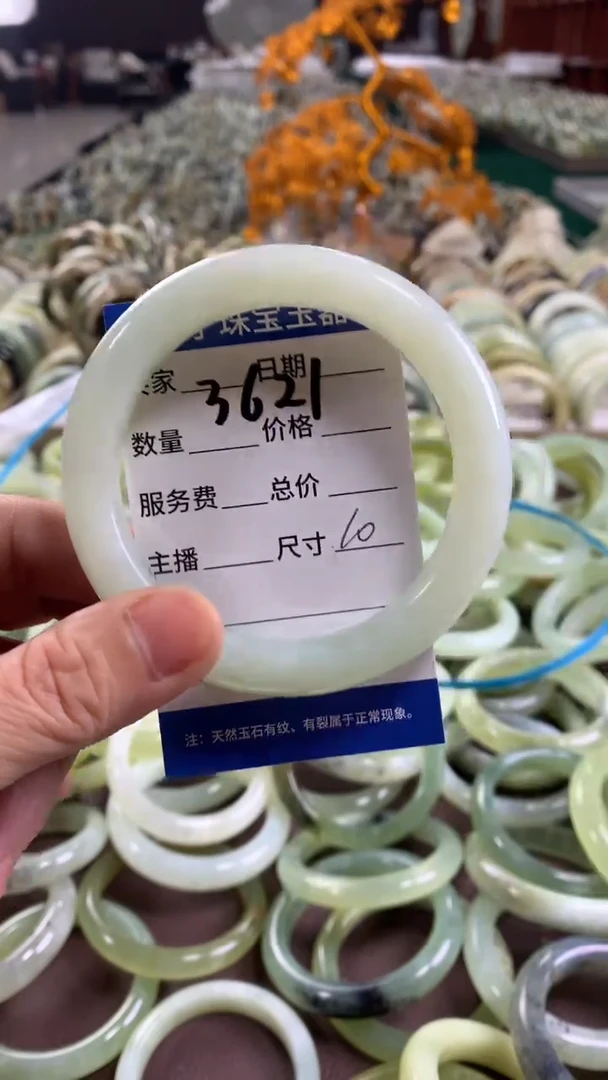 珠宝玉器
家 日期
3621
数量 价格
服务费 总价
主播 尺寸 60
注：天然玉石有纹、有裂属于正常现象。